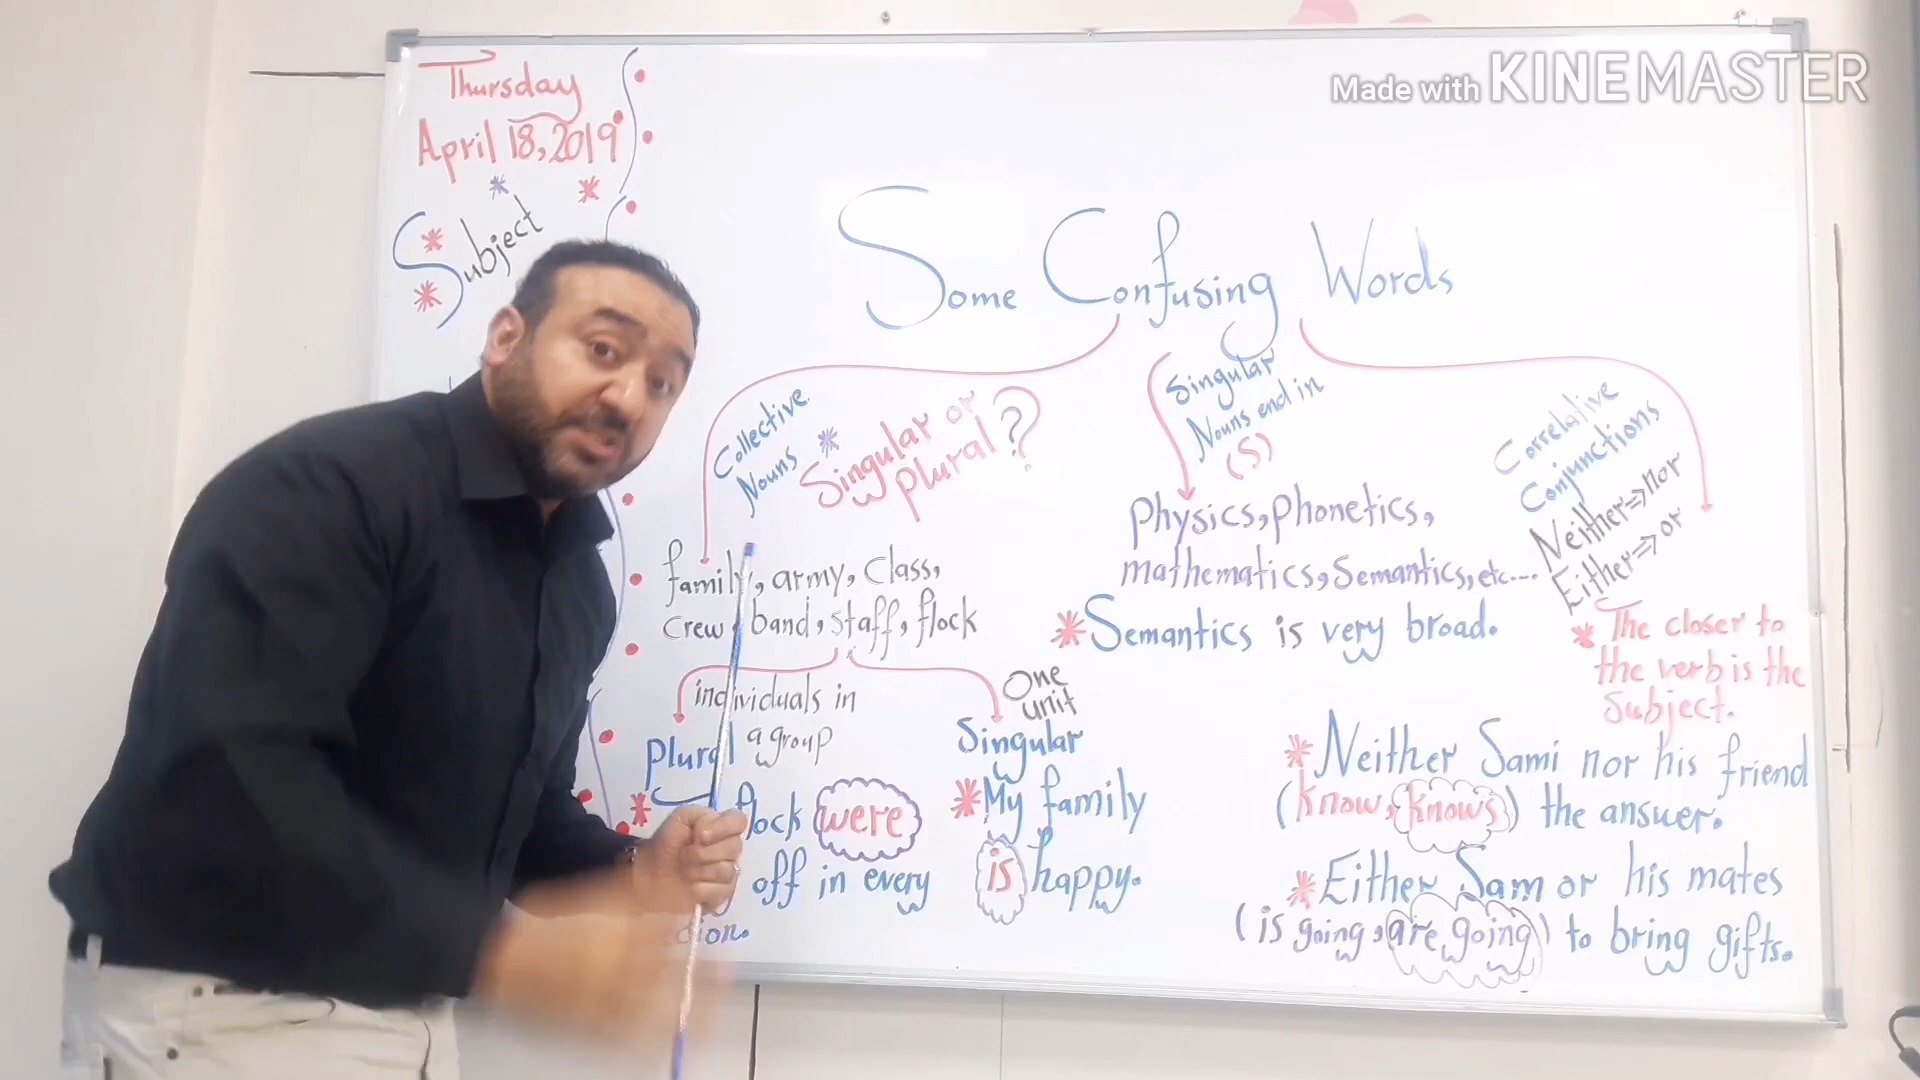 Thursday
April 18, 2019
Subject
Made with KINEMASTER
Some Confusing Words
Collective
Nouns
Singular or
plural?
family, army, Class,
crew, band, staff, flock
individuals in
a group
Plural
flock were
off in every
One
unit
Singular
My family
is happy.
Singular
Nouns end in
(S)
Physics, phonetics,
mathematics, Semantics, etc....
Semantics is very broad.
Correlative
Conjunctions
Neither => nor
Either => or
The closer to
the verb is the
Subject.
Neither Sami nor his friend
(know, knows) the answer.
Either Sam or his mates
(is going, are going) to bring gifts.